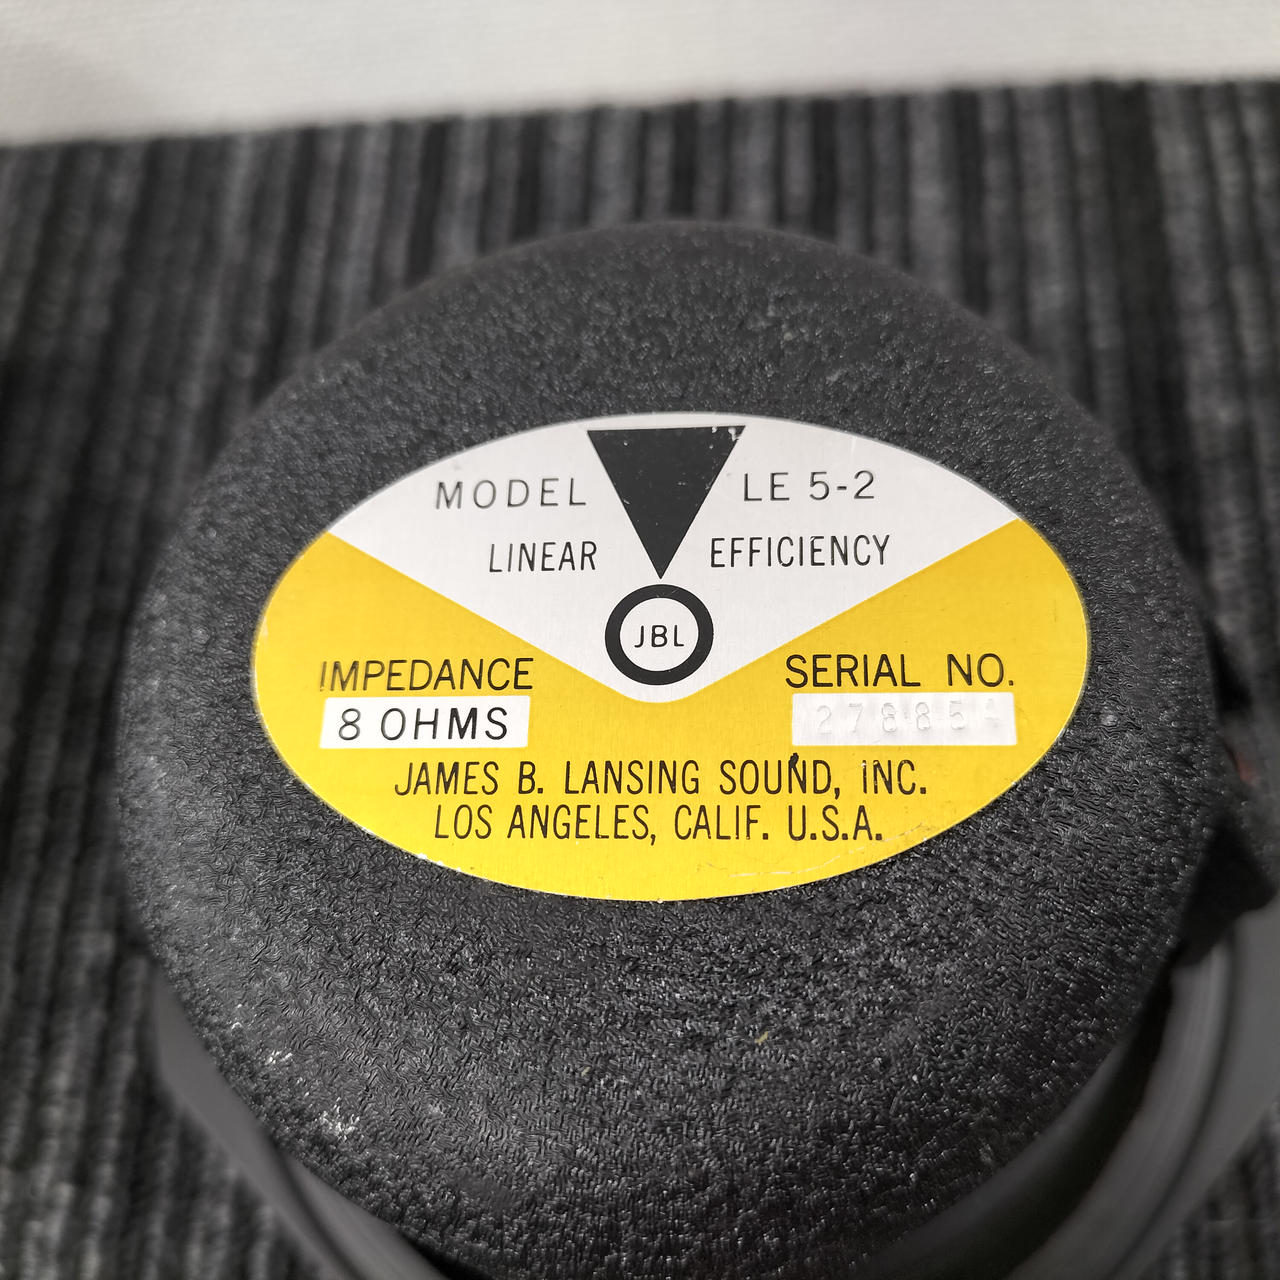 MODEL LE 5-2
LINEAR EFFICIENCY
JBL
IMPEDANCE SERIAL NO.
8 OHMS
JAMES B. LANSING SOUND, INC.
LOS ANGELES, CALIF. U.S.A.